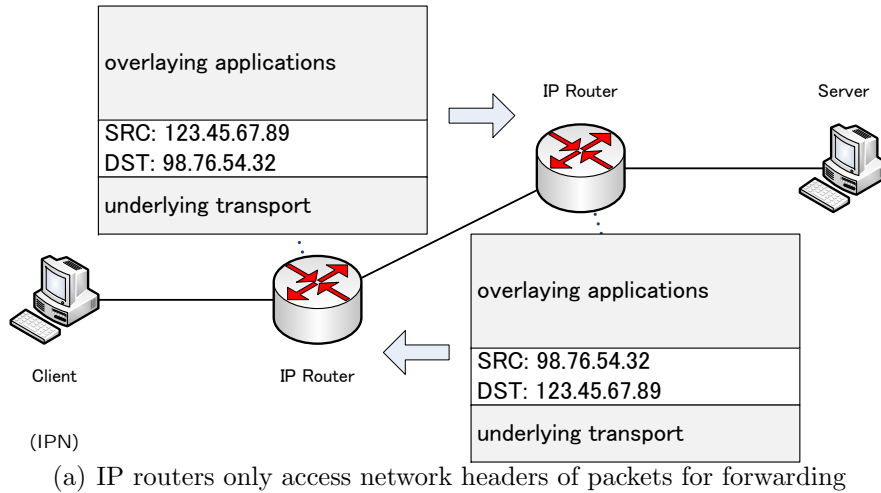 overlaying applications
SRC: 123.45.67.89
DST: 98.76.54.32
underlying transport
IP Router
Server
overlaying applications
SRC: 98.76.54.32
DST: 123.45.67.89
underlying transport
Client
IP Router
(IPN)
(a) IP routers only access network headers of packets for forwarding